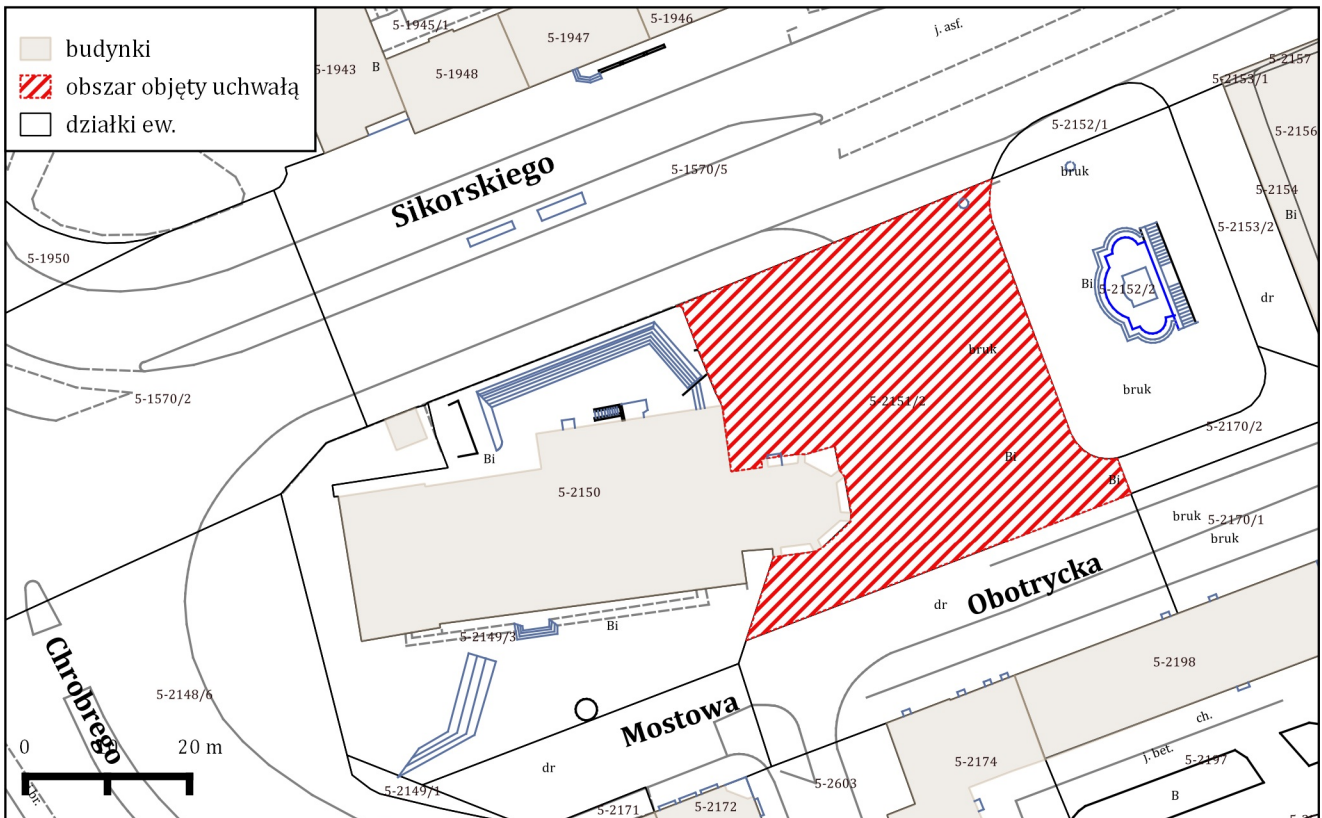 budynki
obszar objęty uchwałą
działki ew.
5-1945/1
5-1946
5-1947
5-1943
B
5-1948
j. asf.
5-2157
5-2153/1
5-2152/1
5-2156
Sikorskiego
5-1570/5
bruk
5-2154
Bi
5-2153/2
5-1950
Bi
5-2152/2
dr
bruk
5-1570/2
5-2151/2
bruk
5-2170/2
Bi
Bi
Bi
5-2150
bruk
5-2170/1
bruk
Obotrycka
dr
Bi
5-2149/3
Chrobrego
5-2198
5-2148/6
Mostowa
ch.
0
20 m
j. bet.
5-2197
dr
5-2174
5-2603
5-2149/1
br.
B
5-2171
5-2172